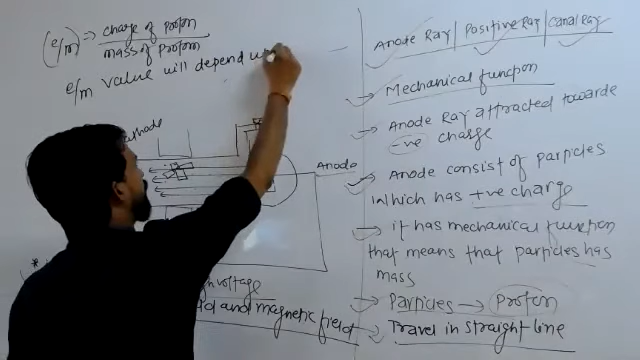 (e/m) => charge of proton
mass of proton
e/m value will depend up
Anode
voltage
and magnetic field
Anode Ray / Positive Ray / Canal Ray
Mechanical function
→ Anode Ray attracted towards
-ve charge
→ Anode consist of particles
which has +ve charge
→ it has mechanical function
that means that particles has
mass
→ Particles → Proton
→ Travel in straight line